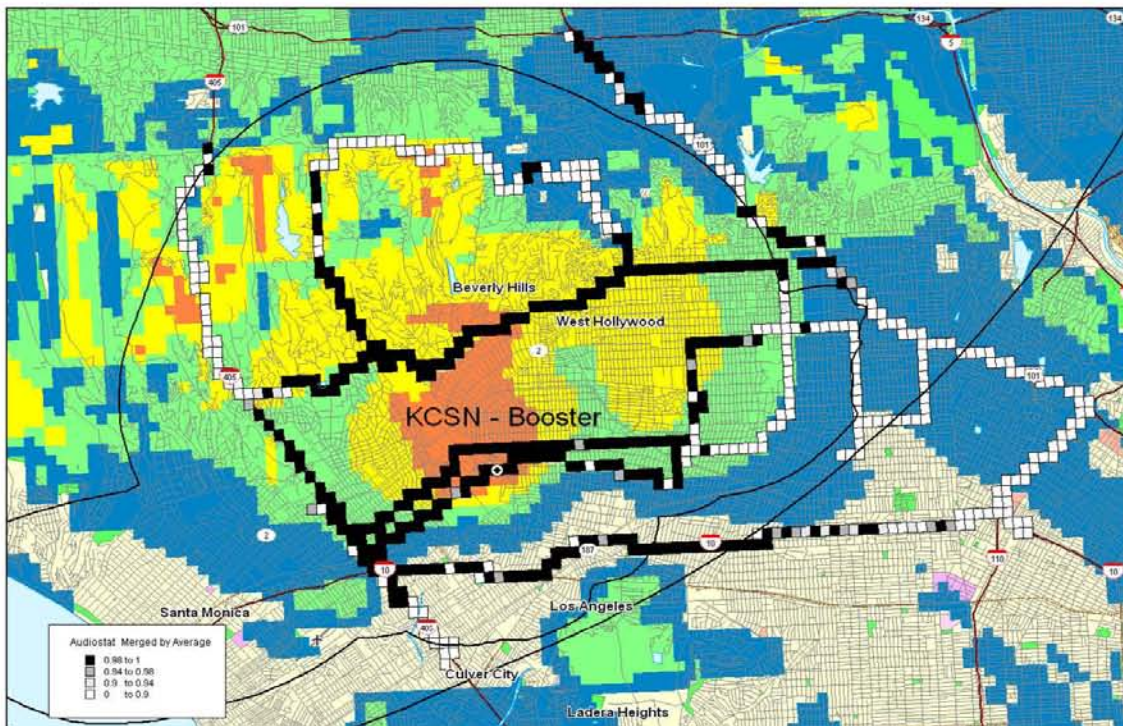 101
134
134
405
5
101
Beverly Hills
West Hollywood
2
405
101
KCSN - Booster
2
187
10
10
110
10
Santa Monica
Los Angeles
405
Culver City
Ladera Heights
Audiostat Merged by Average
0.98 to 1
0.94 to 0.98
0.9 to 0.94
0 to 0.9